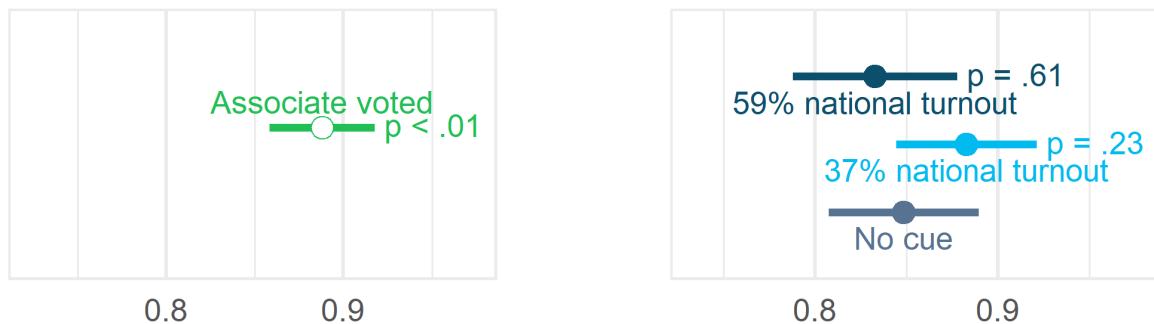 Associate voted
p < .01
0.8 0.9
p = .61
59% national turnout
p = .23
37% national turnout
No cue
0.8 0.9